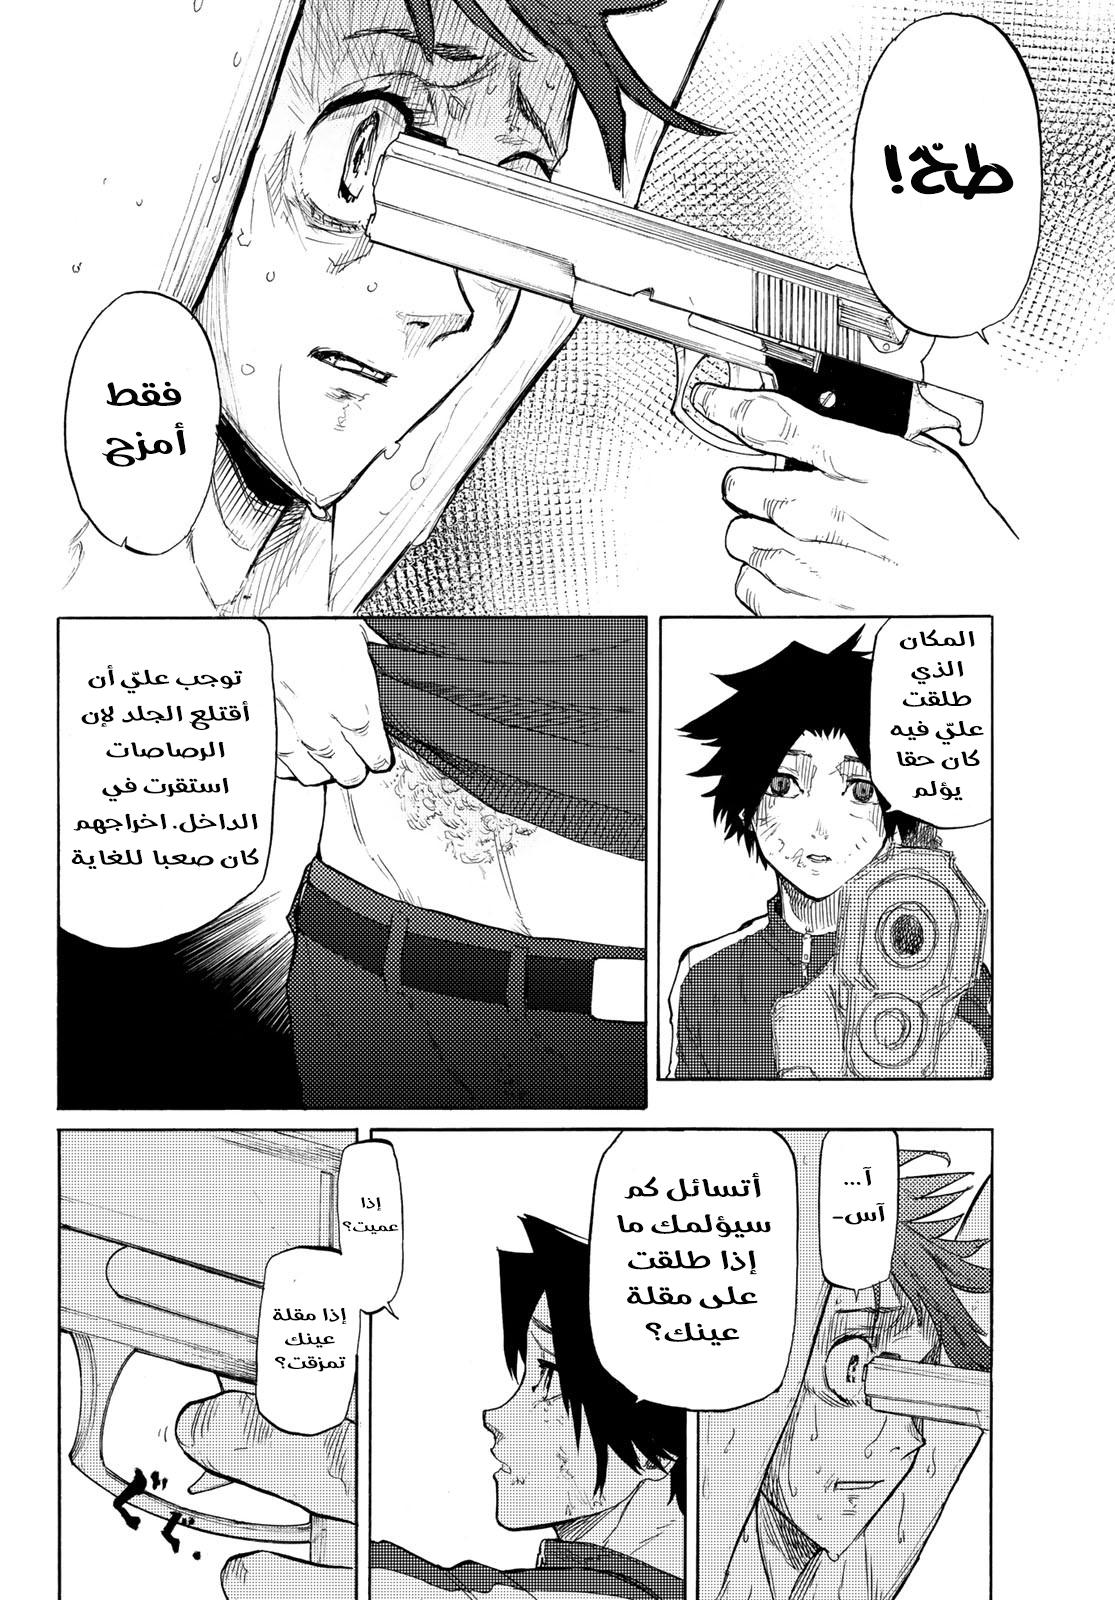 طخ!
فقط
أمزح
المكان
الذي
طلقت
عليّ فيه
كان حقا
يؤلم
توجب عليّ أن
أقتلع الجلد لإن
الرصاصات
استقرت في
الداخل. اخراجهم
كان صعبا للغاية
آ...
آس-
أتسائل كم
سيؤلمك ما
إذا طلقت
على مقلة
عينك؟
إذا
عميت؟
إذا مقلة
عينك
تمزقت؟